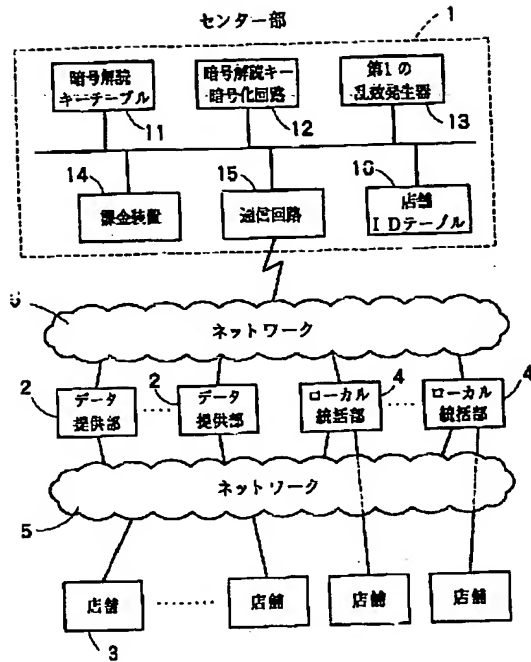 センター部
1
暗号解読
キーテーブル
11
暗号解読キー
暗号化回路
12
第1の
乱数発生器
13
14
課金装置
15
通信回路
16
店舗
IDテーブル
ネットワーク
2
データ
提供部
2
データ
提供部
4
ローカル
統括部
4
ローカル
統括部
ネットワーク
5
店舗
3
店舗
店舗
店舗